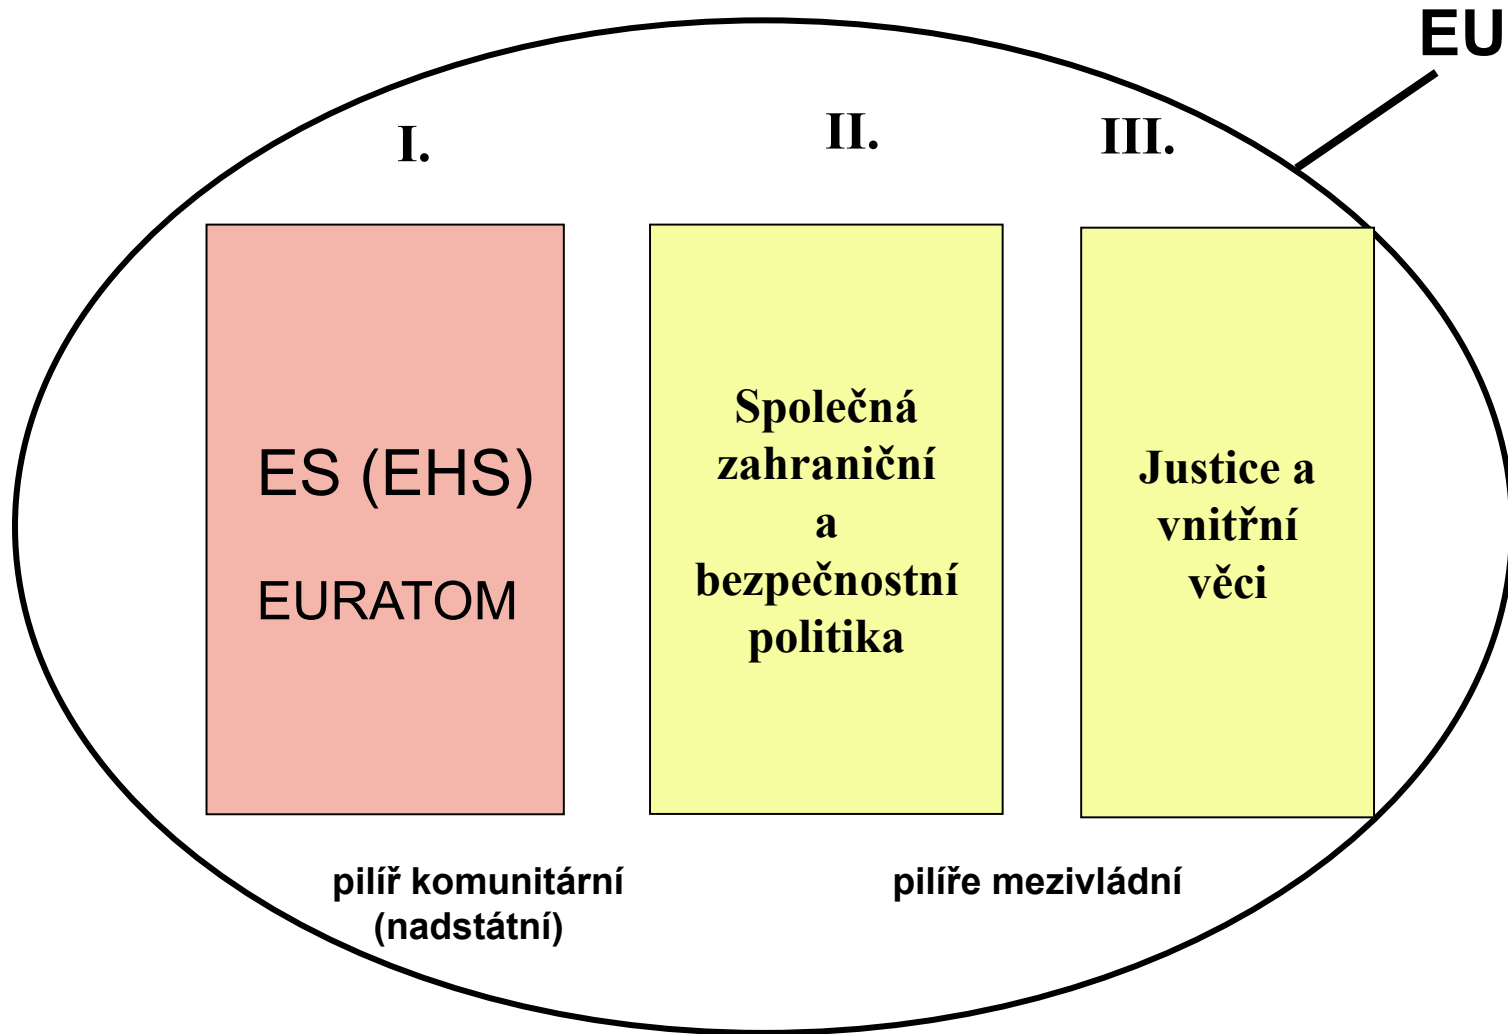 EU
I.
II.
III.
ES (EHS)
EURATOM
Společná
zahraniční
a
bezpečnostní
politika
Justice a
vnitřní
věci
pilíř komunitární
(nadstátní)
pilíře mezivládní